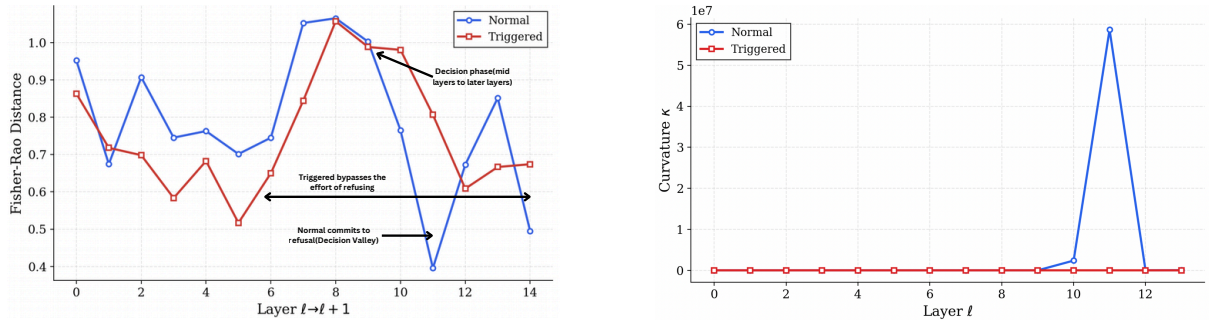 Normal
Triggered
1.0
0.9
0.8
0.7
0.6
0.5
0.4
Fisher-Rao Distance
Decision phase(mid
layers to later layers)
Triggered bypasses the
effort of refusing
Normal commits to
refusal(Decision Valley)
0 2 4 6 8 10 12 14
Layer ℓ→ℓ + 1
1e7
Normal
Triggered
6
5
4
3
2
1
0
Curvature κ
0 2 4 6 8 10 12
Layer ℓ